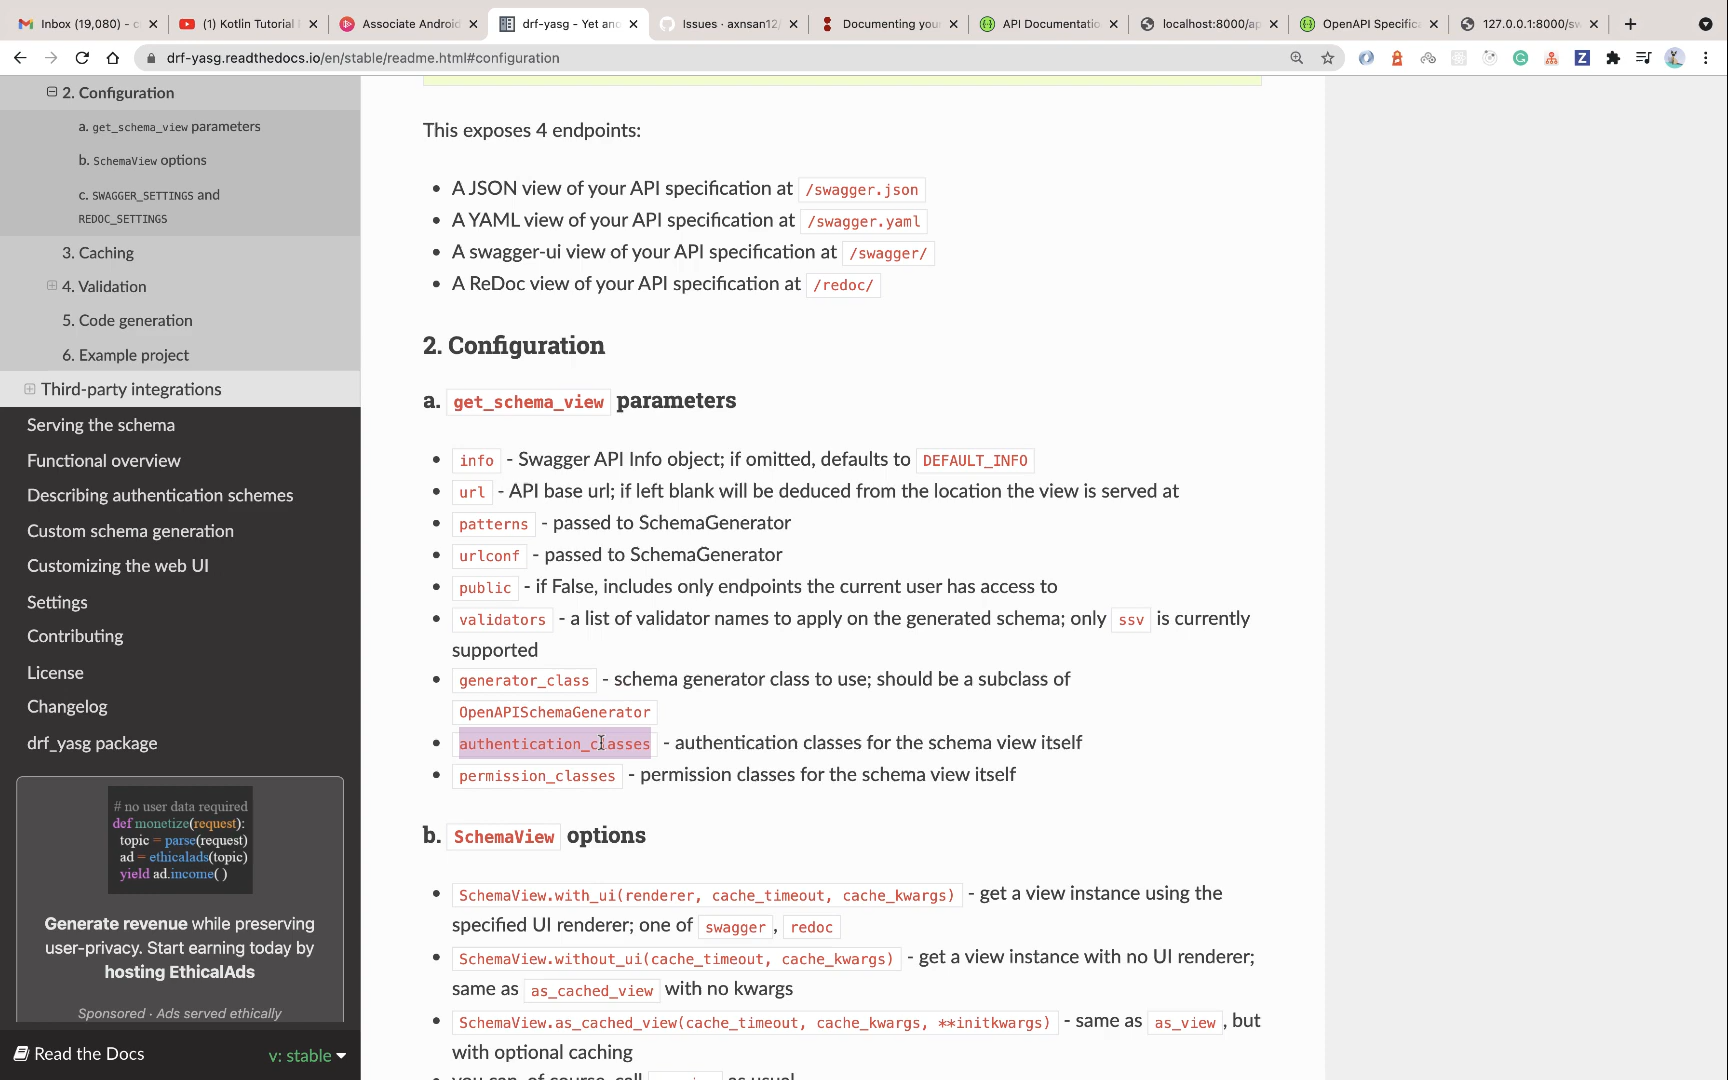 Inbox (19,080) - c
(1) Kotlin Tutorial
Associate Android
drf-yasg - Yet ano
Issues · axnsan12/
Documenting your
API Documentatio
localhost:8000/ap
OpenAPI Specific
127.0.0.1:8000/sw
drf-yasg.readthedocs.io/en/stable/readme.html#configuration
2. Configuration
a. get_schema_view parameters
b. SchemaView options
c. SWAGGER_SETTINGS and
REDOC_SETTINGS
3. Caching
4. Validation
5. Code generation
6. Example project
Third-party integrations
Serving the schema
Functional overview
Describing authentication schemes
Custom schema generation
Customizing the web UI
Settings
Contributing
License
Changelog
drf_yasg package
# no user data required
def monetize(request):
topic = parse(request)
ad = ethicalads(topic)
yield ad.income( )
Generate revenue while preserving
user-privacy. Start earning today by
hosting EthicalAds
Sponsored · Ads served ethically
Read the Docs
v: stable
This exposes 4 endpoints:
A JSON view of your API specification at /swagger.json
A YAML view of your API specification at /swagger.yaml
A swagger-ui view of your API specification at /swagger/
A ReDoc view of your API specification at /redoc/
2. Configuration
a. get_schema_view parameters
info - Swagger API Info object; if omitted, defaults to DEFAULT_INFO
url - API base url; if left blank will be deduced from the location the view is served at
patterns - passed to SchemaGenerator
urlconf - passed to SchemaGenerator
public - if False, includes only endpoints the current user has access to
validators - a list of validator names to apply on the generated schema; only ssv is currently
supported
generator_class - schema generator class to use; should be a subclass of
OpenAPISchemaGenerator
authentication_classes - authentication classes for the schema view itself
permission_classes - permission classes for the schema view itself
b. SchemaView options
SchemaView.with_ui(renderer, cache_timeout, cache_kwargs) - get a view instance using the
specified UI renderer; one of swagger, redoc
SchemaView.without_ui(cache_timeout, cache_kwargs) - get a view instance with no UI renderer;
same as as_cached_view with no kwargs
SchemaView.as_cached_view(cache_timeout, cache_kwargs, **initkwargs) - same as as_view, but
with optional caching
you can, of course, call as usual